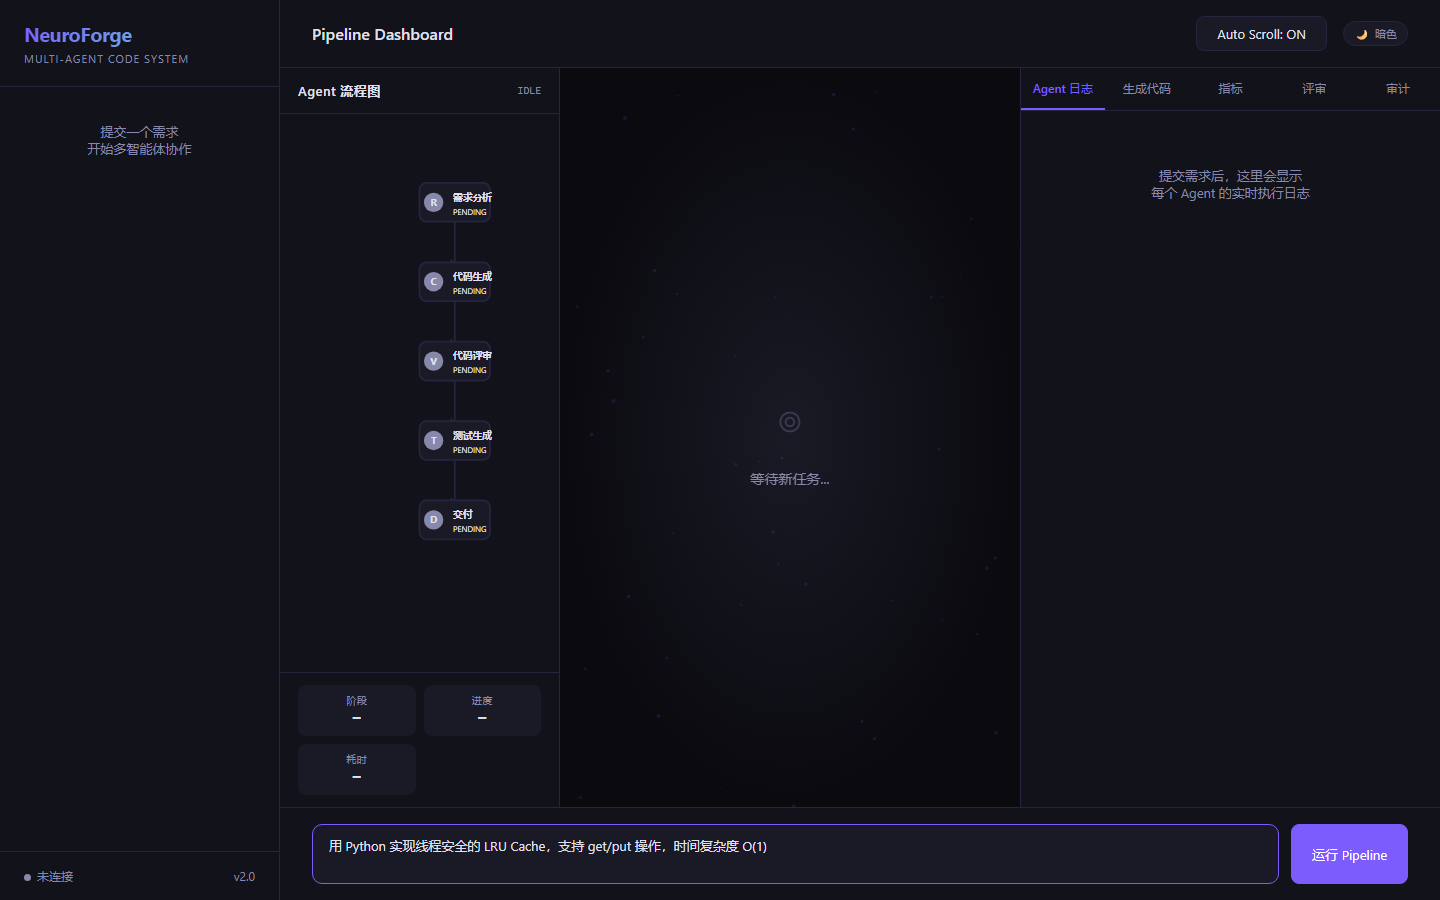 NeuroForge
MULTI-AGENT CODE SYSTEM
提交一个需求
开始多智能体协作
未连接
v2.0
Pipeline Dashboard
Auto Scroll: ON
🌙 暗色
Agent 流程图
IDLE
R
需求分析
PENDING
C
代码生成
PENDING
V
代码评审
PENDING
T
测试生成
PENDING
D
交付
PENDING
阶段
–
进度
–
耗时
–
◎
等待新任务...
Agent 日志
生成代码
指标
评审
审计
提交需求后，这里会显示
每个 Agent 的实时执行日志
用 Python 实现线程安全的 LRU Cache，支持 get/put 操作，时间复杂度 O(1)
运行 Pipeline